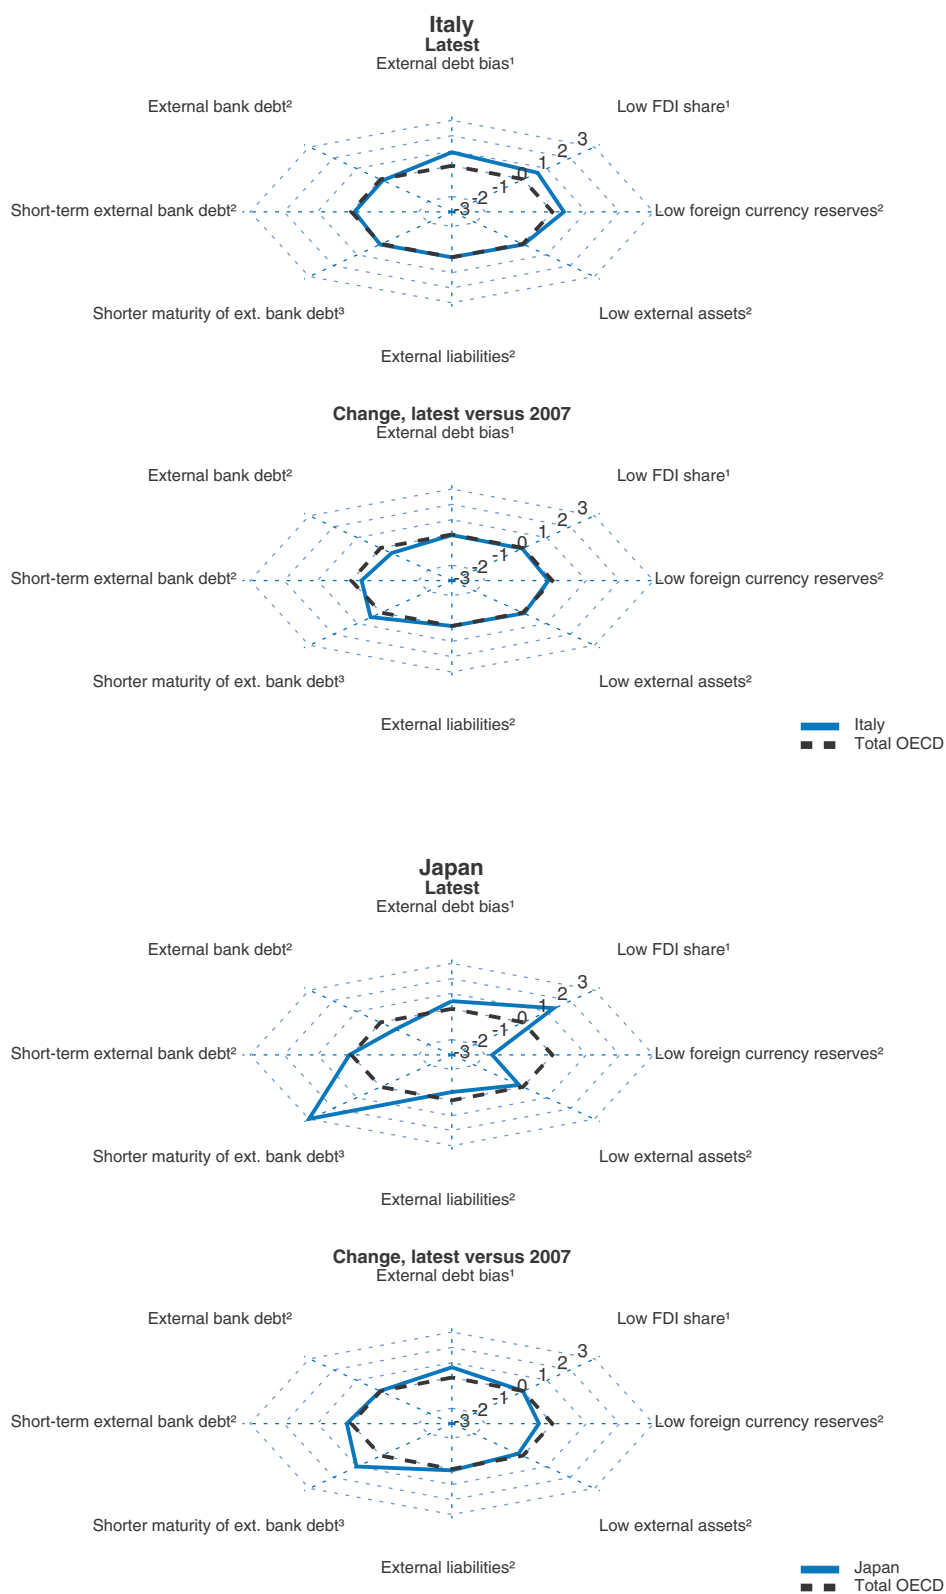 Italy
Latest
External debt bias¹
External bank debt²
Low FDI share¹
3
2
1
0
-1
-2
-3
Short-term external bank debt²
Low foreign currency reserves²
Shorter maturity of ext. bank debt³
Low external assets²
External liabilities²
Change, latest versus 2007
External debt bias¹
External bank debt²
Low FDI share¹
3
2
1
0
-1
-2
-3
Short-term external bank debt²
Low foreign currency reserves²
Shorter maturity of ext. bank debt³
Low external assets²
External liabilities²
Italy
Total OECD
Japan
Latest
External debt bias¹
External bank debt²
Low FDI share¹
3
2
1
0
-1
-2
-3
Short-term external bank debt²
Low foreign currency reserves²
Shorter maturity of ext. bank debt³
Low external assets²
External liabilities²
Change, latest versus 2007
External debt bias¹
External bank debt²
Low FDI share¹
3
2
1
0
-1
-2
-3
Short-term external bank debt²
Low foreign currency reserves²
Shorter maturity of ext. bank debt³
Low external assets²
External liabilities²
Japan
Total OECD